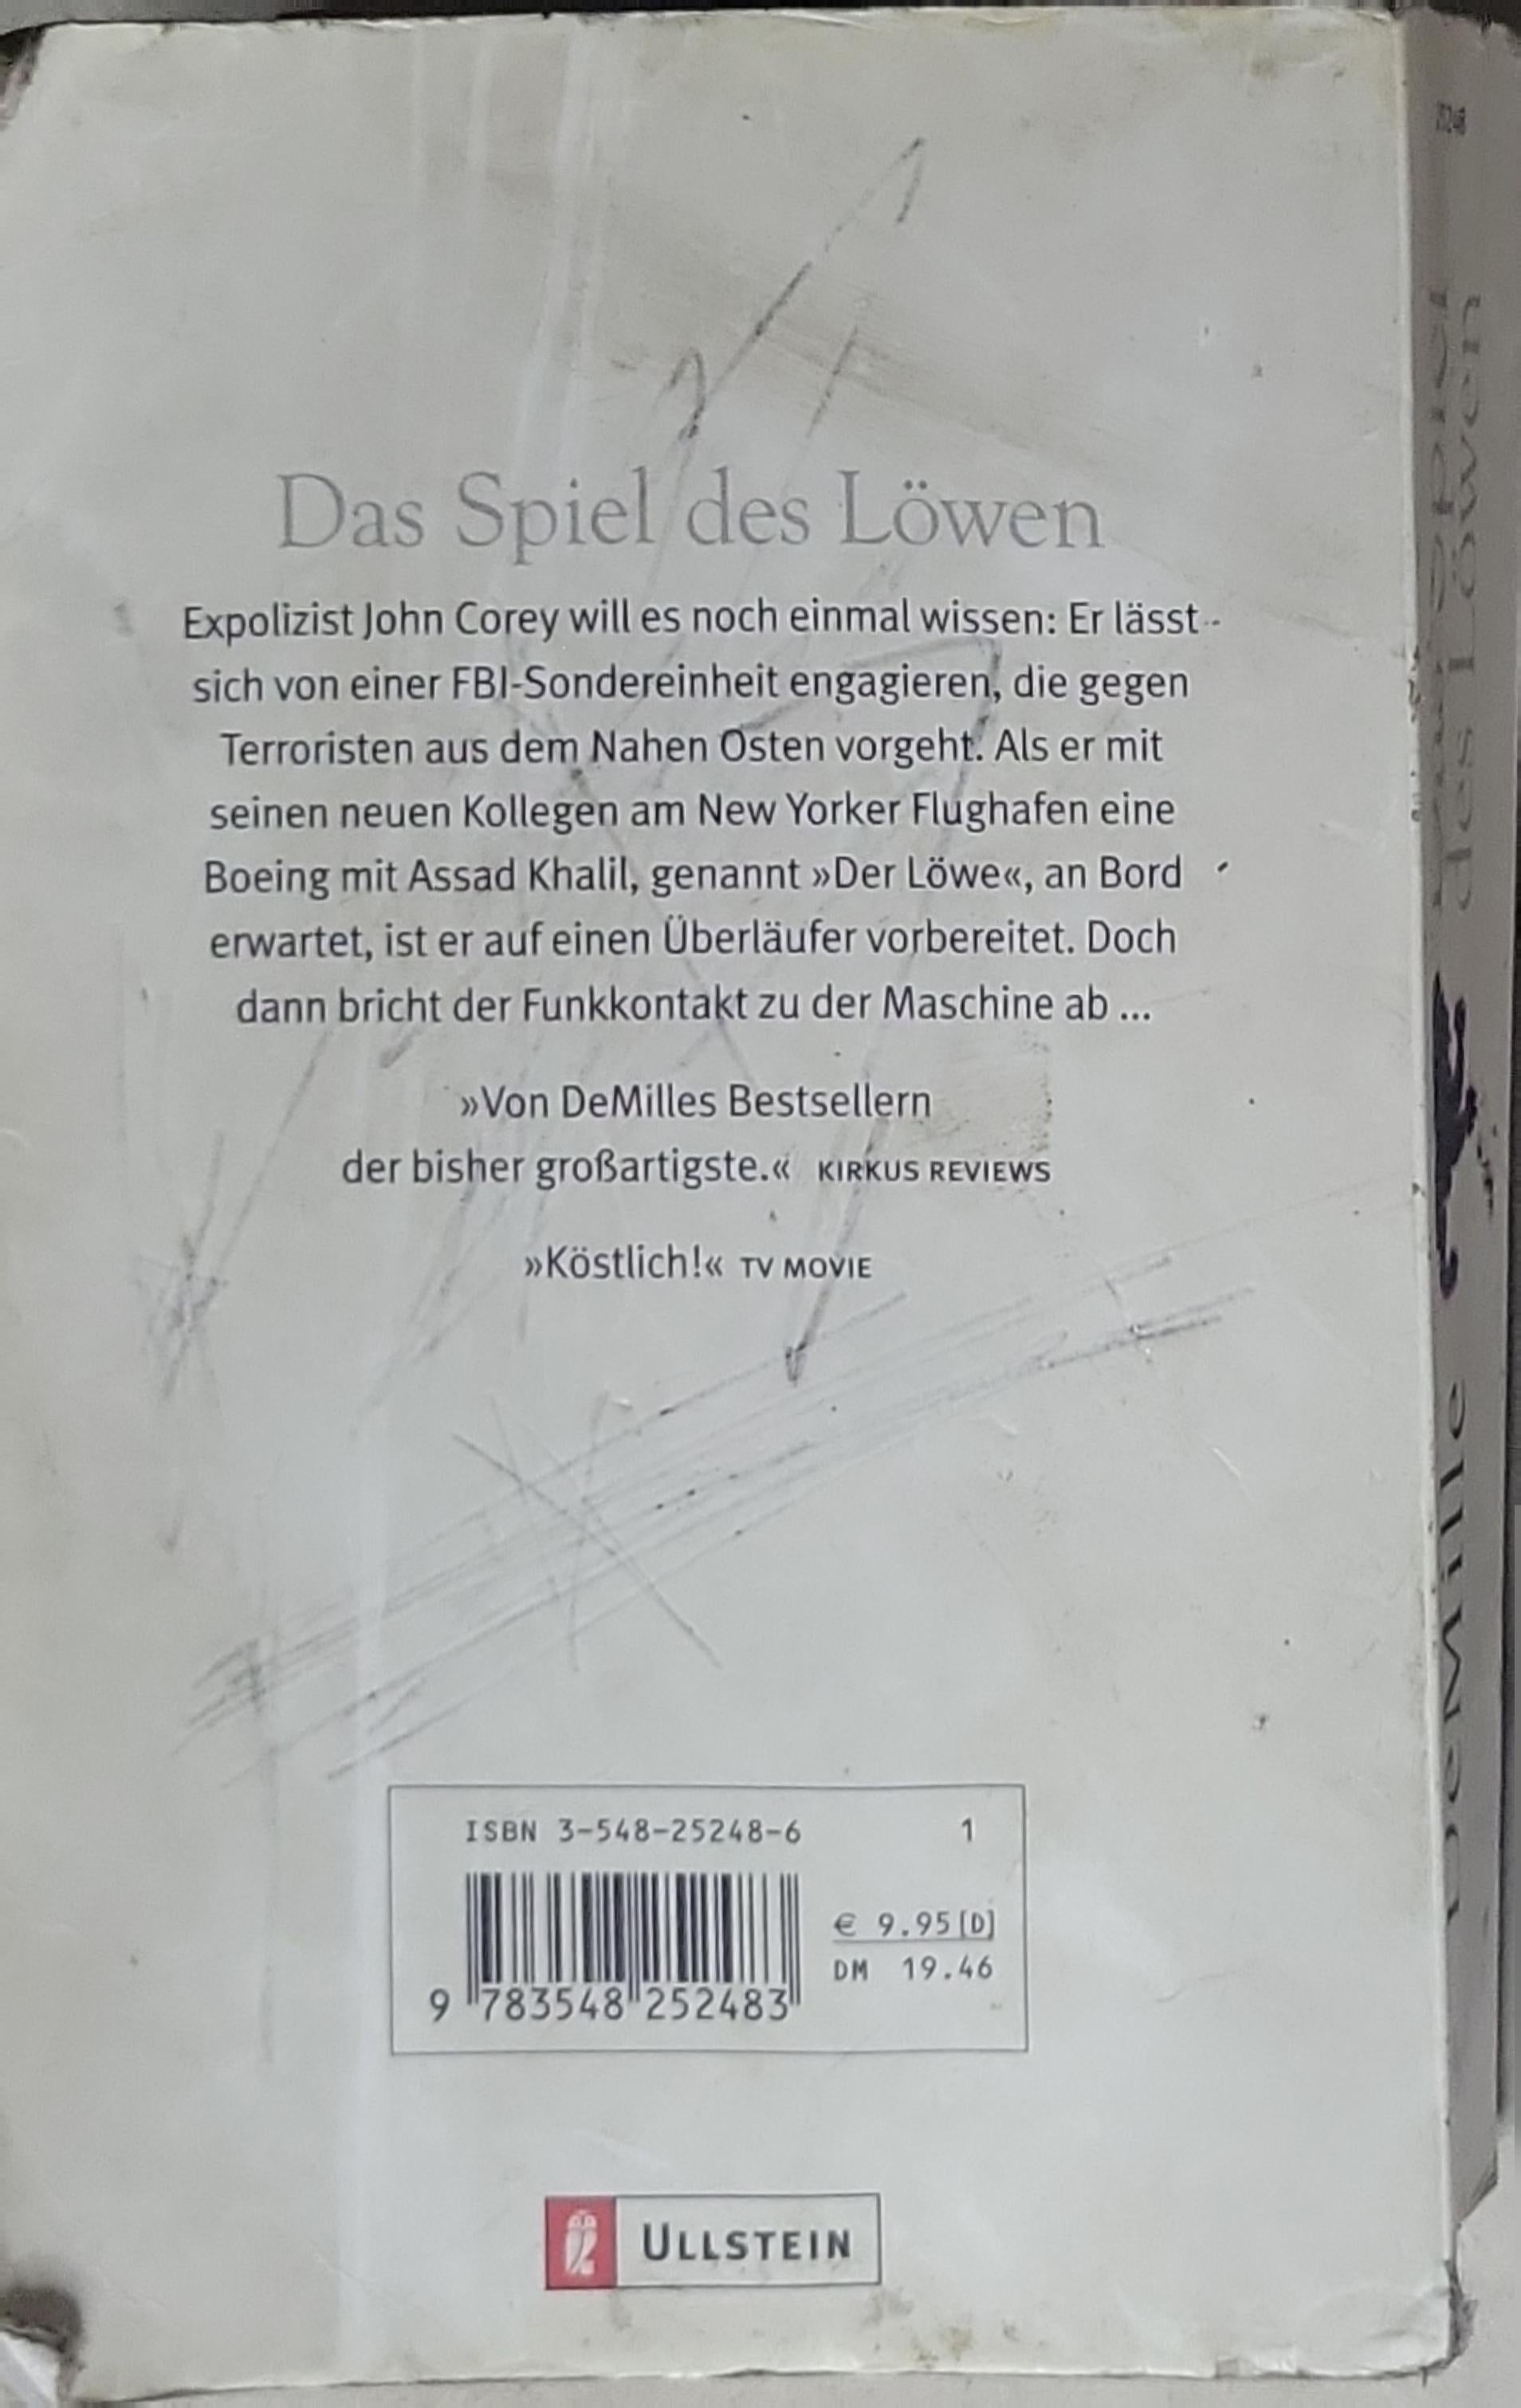 Das Spiel des Löwen
Expolizist John Corey will es noch einmal wissen: Er lässt
sich von einer FBI-Sondereinheit engagieren, die gegen
Terroristen aus dem Nahen Osten vorgeht. Als er mit
seinen neuen Kollegen am New Yorker Flughafen eine
Boeing mit Assad Khalil, genannt »Der Löwe«, an Bord
erwartet, ist er auf einen Überläufer vorbereitet. Doch
dann bricht der Funkkontakt zu der Maschine ab ...
»Von DeMilles Bestsellern
der bisher großartigste.« KIRKUS REVIEWS
»Köstlich!« TV MOVIE
ISBN 3-548-25248-6 1
€ 9.95 [D]
DM 19.46
9 783548 252483
ULLSTEIN
25248
des Löwen
DeMille